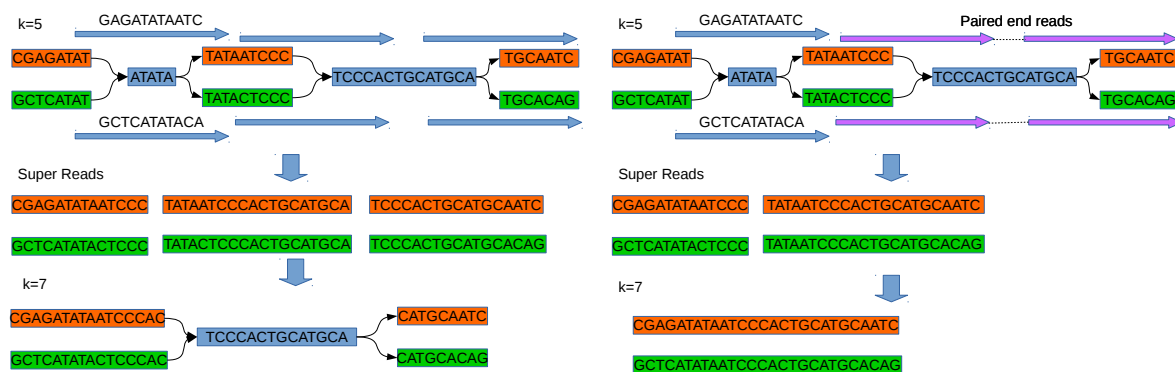 k=5
GAGATATAATC
CGAGATAT
TATAATCCC
TGCAATC
ATATA
TCCCACTGCATGCA
GCTCATAT
TATACTCCC
TGCACAG
GCTCATATACA
Super Reads
CGAGATATAATCCC
TATAATCCCACTGCATGCA
TCCCACTGCATGCAATC
GCTCATATACTCCC
TATACTCCCACTGCATGCA
TCCCACTGCATGCACAG
k=7
CGAGATATAATCCCAC
CATGCAATC
TCCCACTGCATGCA
GCTCATATACTCCCAC
CATGCACAG
k=5
GAGATATAATC
Paired end reads
CGAGATAT
TATAATCCC
TGCAATC
ATATA
TCCCACTGCATGCA
GCTCATAT
TATACTCCC
TGCACAG
GCTCATATACA
Super Reads
CGAGATATAATCCC
TATAATCCCACTGCATGCAATC
GCTCATATACTCCC
TATAATCCCACTGCATGCACAG
k=7
CGAGATATAATCCCACTGCATGCAATC
GCTCATATAATCCCACTGCATGCACAG